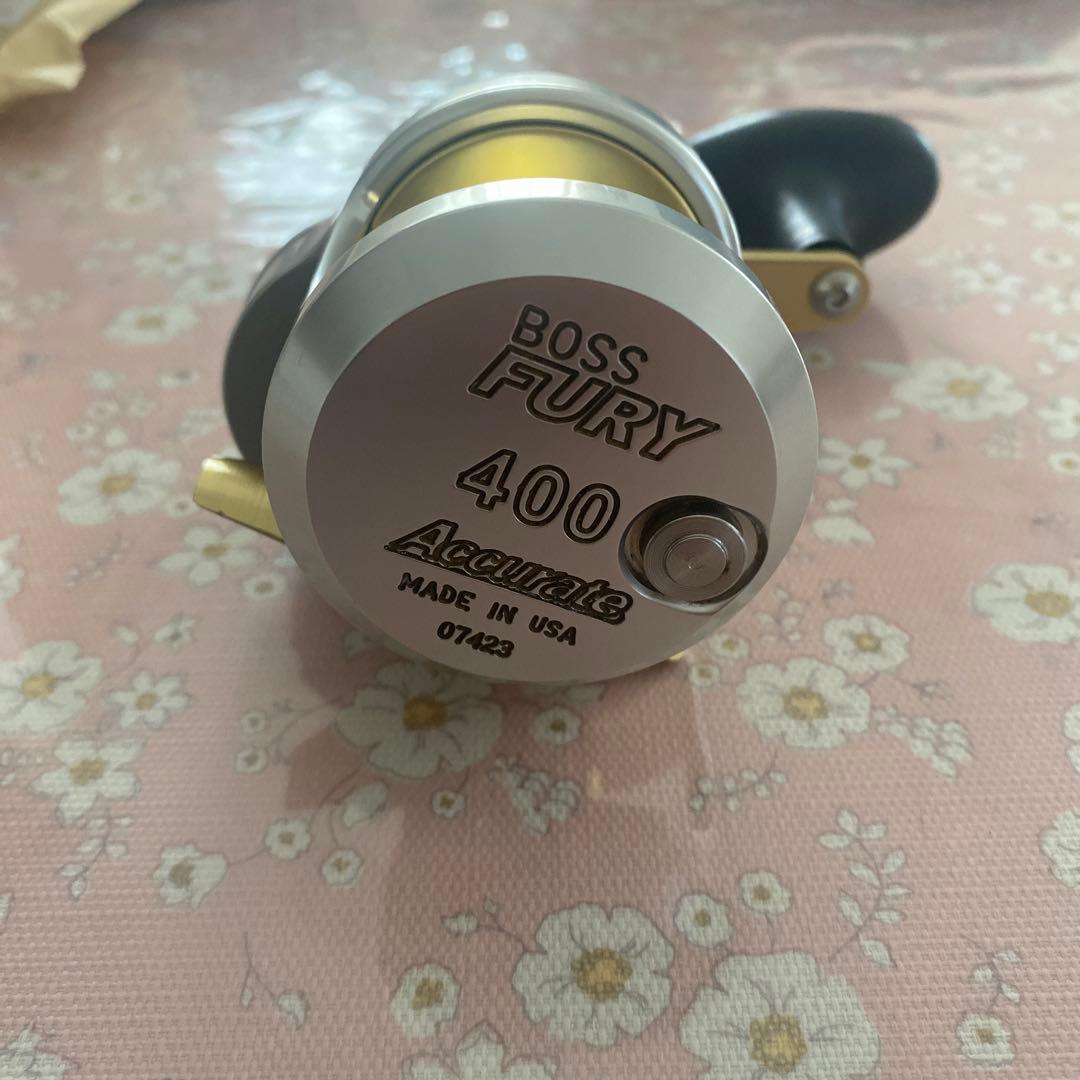 BOSS
FURY
400
Accurate
MADE IN USA
07423